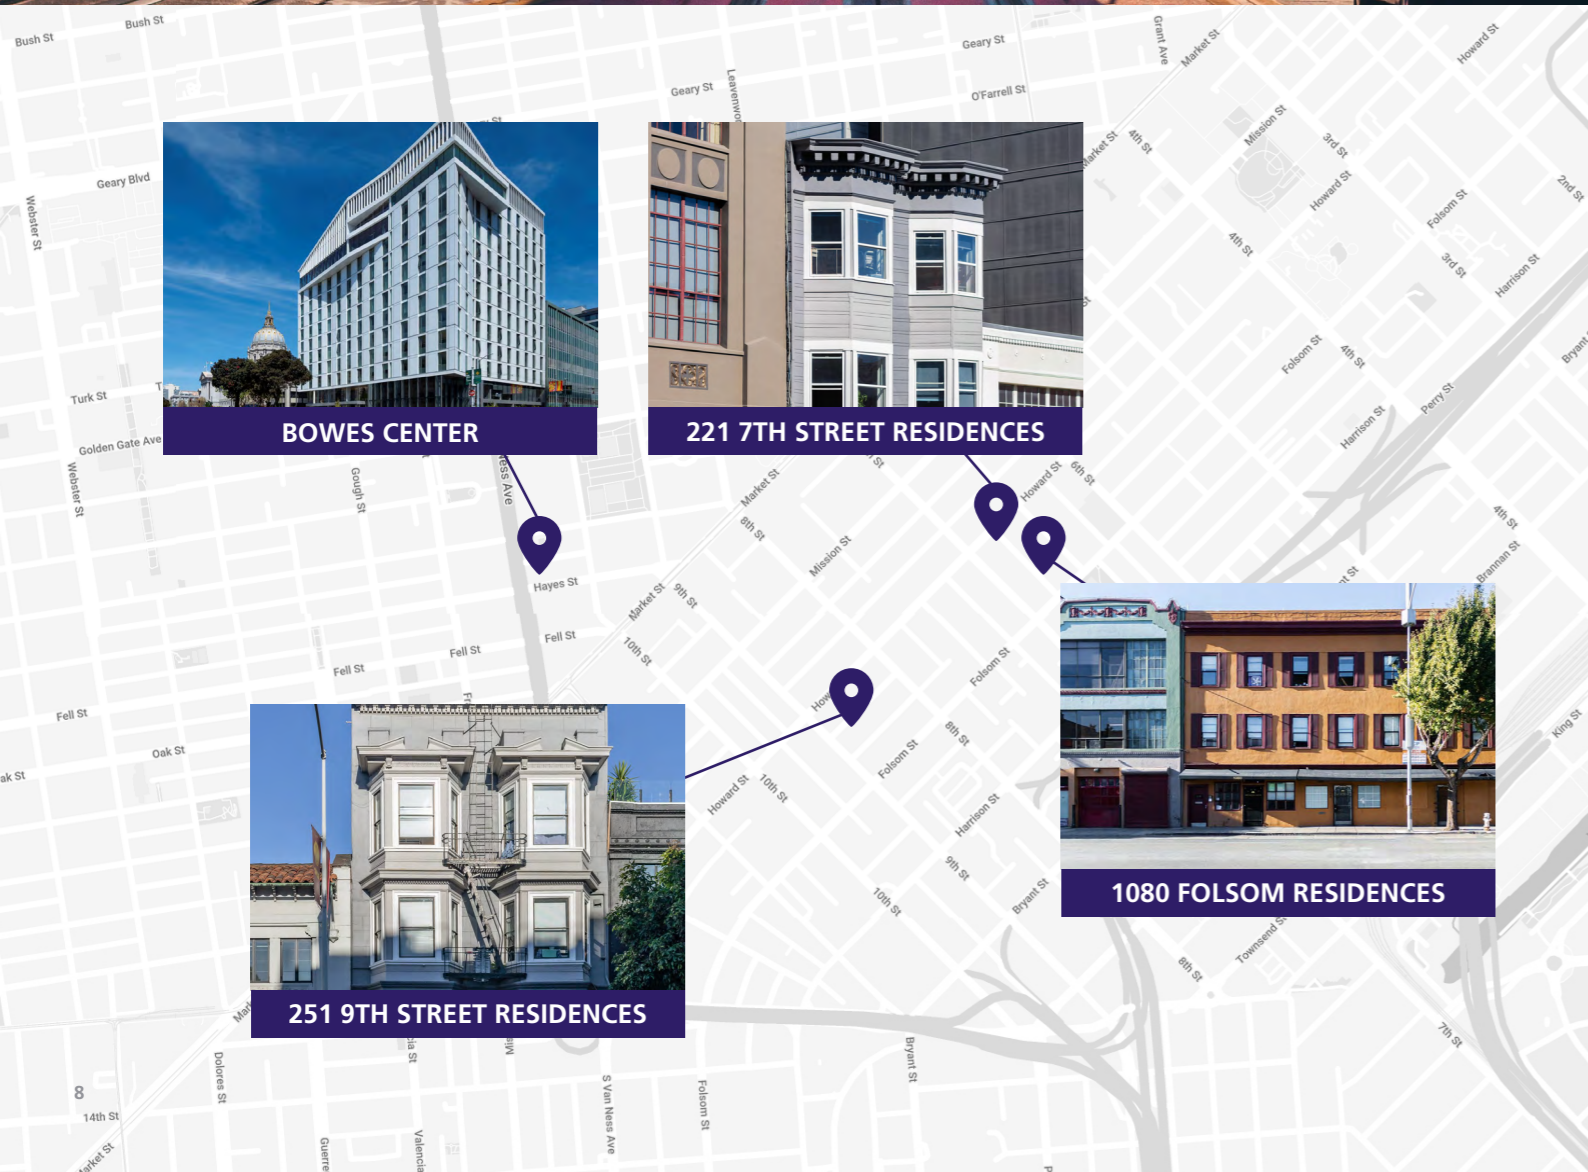 Bush St
Bush St
Geary St
Grant Ave
Market St
Howard St
Geary St
O'Farrell St
Mission St
4th St
3rd St
Market St
Geary Blvd
Howard St
2nd St
Webster St
Folsom St
4th St
3rd St
Harrison St
Folsom St
4th St
Turk St
Perry St
Harrison St
BOWES CENTER
221 7TH STREET RESIDENCES
Golden Gate Ave
Webster St
Gough St
Ness Ave
Market St
Howard St
6th St
8th St
4th St
Mission St
Brannan St
Hayes St
Market St
9th St
Fell St
10th St
Fell St
Fell St
Folsom St
Fell St
King St
8th St
Oak St
Folsom St
Howard St
10th St
Harrison St
9th St
Bryant St
10th St
1080 FOLSOM RESIDENCES
Townsend St
8th St
251 9TH STREET RESIDENCES
7th St
Dolores St
Bryant St
S Van Ness Ave
Folsom St
8
14th St
Valencia